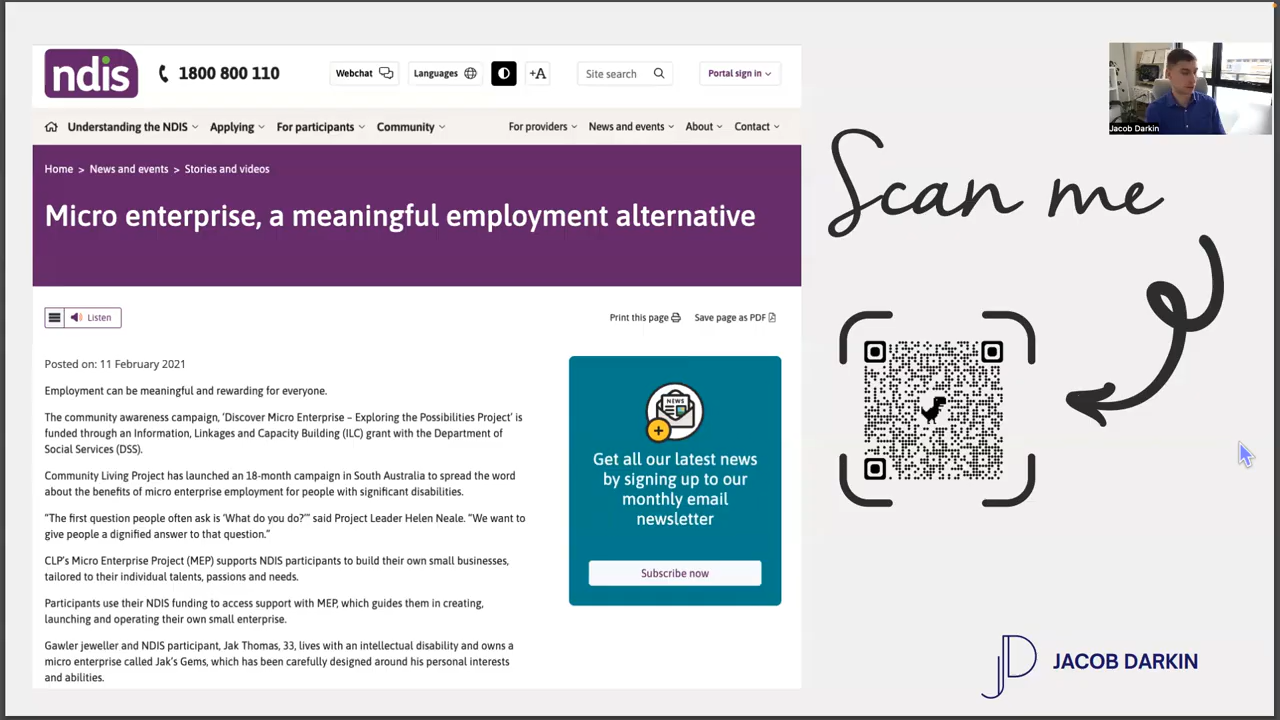 ndis
1800 800 110
Webchat
Languages
+A
Site search
Portal sign in
Understanding the NDIS
Applying
For participants
Community
For providers
News and events
About
Contact
Home > News and events > Stories and videos
Micro enterprise, a meaningful employment alternative
Listen
Print this page
Save page as PDF
Posted on: 11 February 2021
Employment can be meaningful and rewarding for everyone.
The community awareness campaign, ‘Discover Micro Enterprise – Exploring the Possibilities Project’ is
funded through an Information, Linkages and Capacity Building (ILC) grant with the Department of
Social Services (DSS).
Community Living Project has launched an 18-month campaign in South Australia to spread the word
about the benefits of micro enterprise employment for people with significant disabilities.
“The first question people often ask is ‘What do you do?’” said Project Leader Helen Neale. “We want to
give people a dignified answer to that question.”
CLP’s Micro Enterprise Project (MEP) supports NDIS participants to build their own small businesses,
tailored to their individual talents, passions and needs.
Participants use their NDIS funding to access support with MEP, which guides them in creating,
launching and operating their own small enterprise.
Gawler jeweller and NDIS participant, Jak Thomas, 33, lives with an intellectual disability and owns a
micro enterprise called Jak’s Gems, which has been carefully designed around his personal interests
and abilities.
NEWS
Get all our latest news
by signing up to our
monthly email
newsletter
Subscribe now
Jacob Darkin
Scan me
JD
JACOB DARKIN